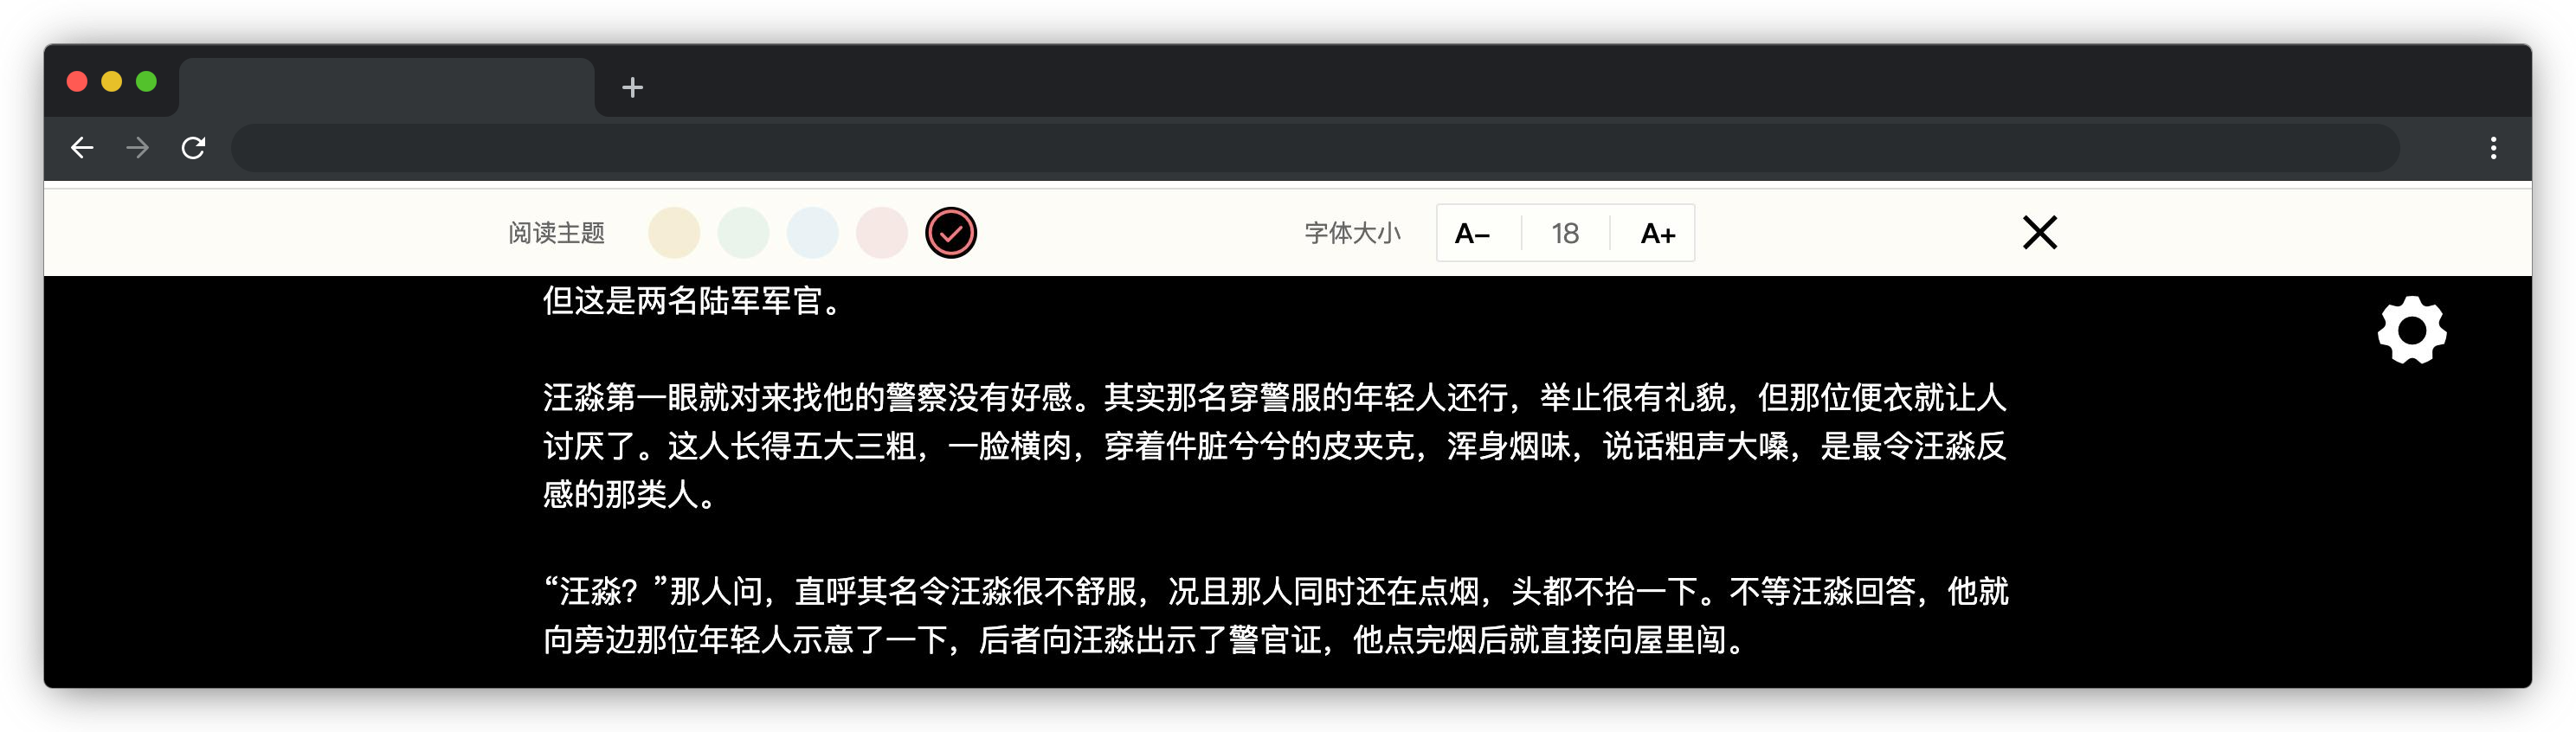 阅读主题
字体大小 A− 18 A+
但这是两名陆军军官。
汪淼第一眼就对来找他的警察没有好感。其实那名穿警服的年轻人还行，举止很有礼貌，但那位便衣就让人
讨厌了。这人长得五大三粗，一脸横肉，穿着件脏兮兮的皮夹克，浑身烟味，说话粗声大嗓，是最令汪淼反
感的那类人。
“汪淼？”那人问，直呼其名令汪淼很不舒服，况且那人同时还在点烟，头都不抬一下。不等汪淼回答，他就
向旁边那位年轻人示意了一下，后者向汪淼出示了警官证，他点完烟后就直接向屋里闯。